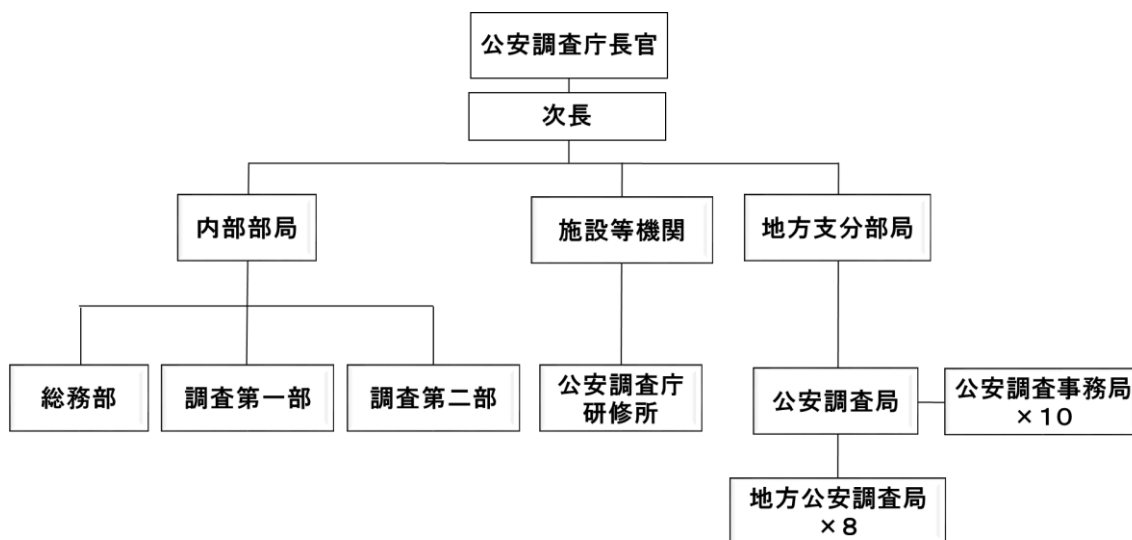 公安調査庁長官
次長
内部部局
施設等機関
地方支分部局
総務部
調査第一部
調査第二部
公安調査庁
研修所
公安調査局
公安調査事務局
×10
地方公安調査局
×8